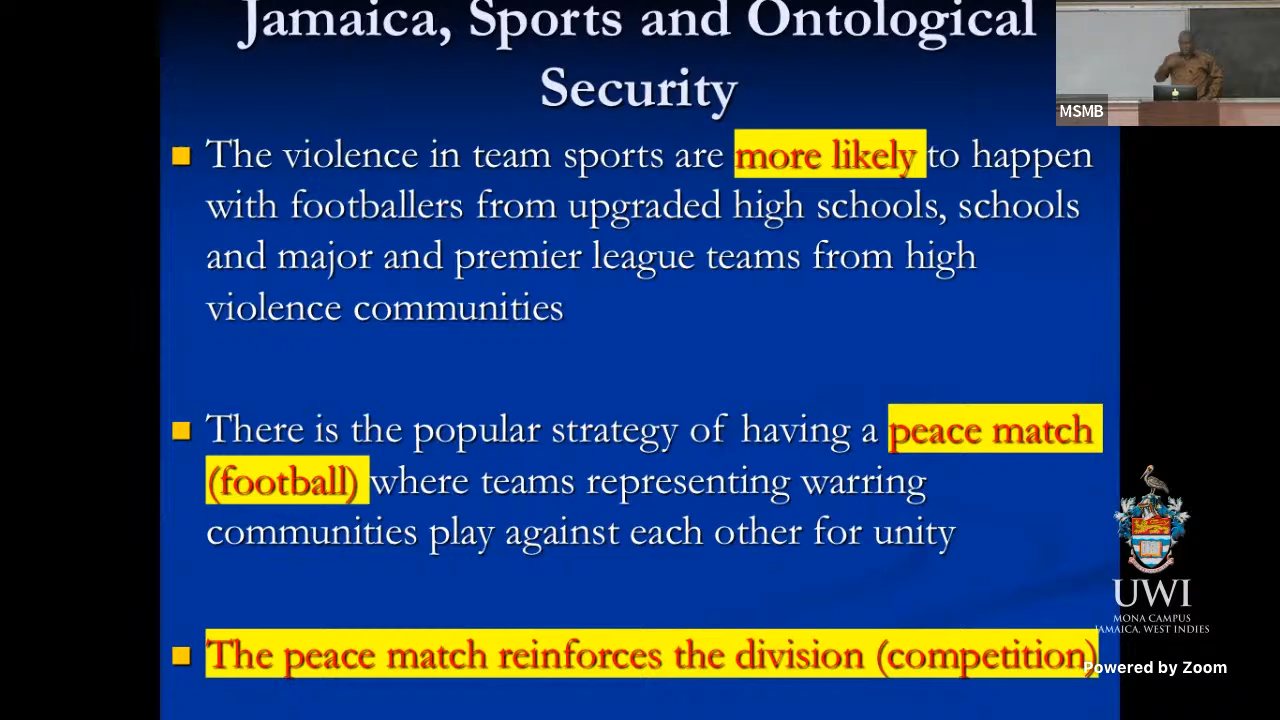 Jamaica, Sports and Ontological
Security
MSMB
■ The violence in team sports are more likely to happen
with footballers from upgraded high schools, schools
and major and premier league teams from high
violence communities
■ There is the popular strategy of having a peace match
(football) where teams representing warring
communities play against each other for unity
■ The peace match reinforces the division (competition)
UWI
MONA CAMPUS
JAMAICA, WEST INDIES
Powered by Zoom